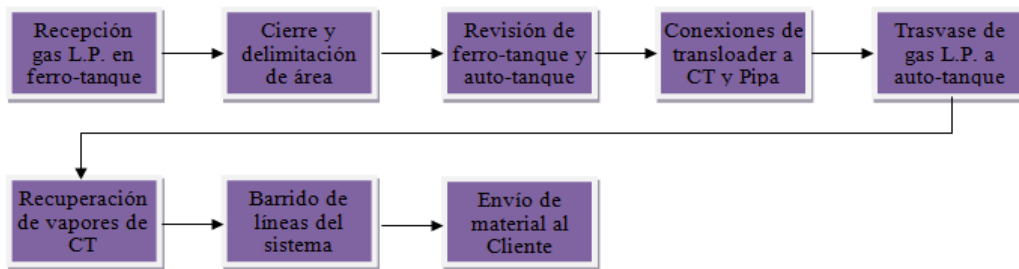 Recepción
gas L.P. en
ferro-tanque
Cierre y
delimitación
de área
Revisión de
ferro-tanque y
auto-tanque
Conexiones de
transloader a
CT y Pipa
Trasvase de
gas L.P. a
auto-tanque
Recuperación
de vapores de
CT
Barrido de
líneas del
sistema
Envío de
material al
Cliente